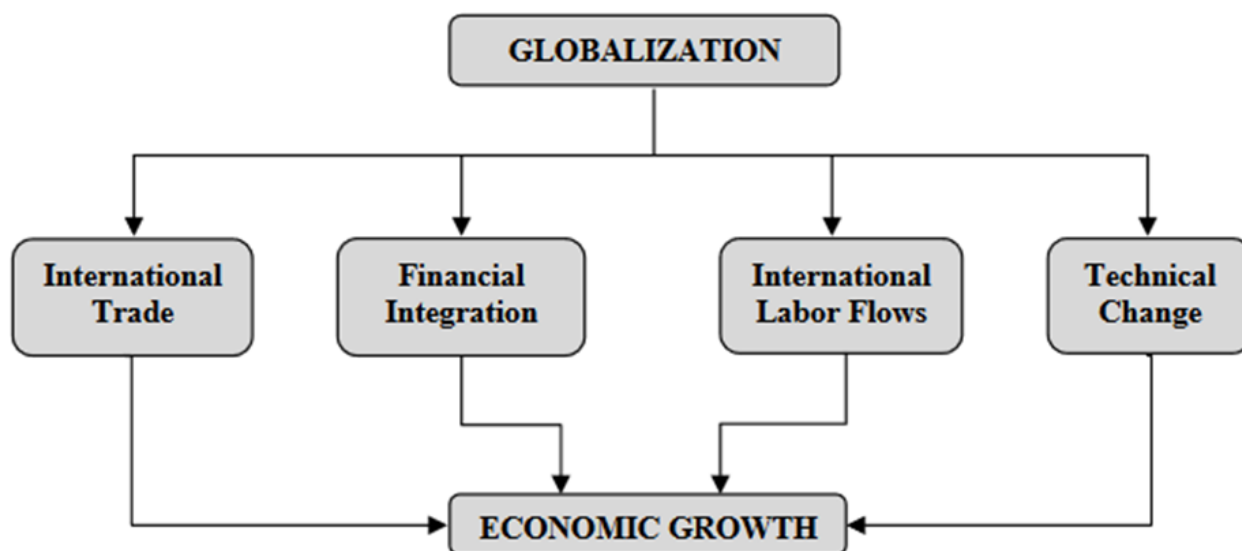 GLOBALIZATION
International
Trade
Financial
Integration
International
Labor Flows
Technical
Change
ECONOMIC GROWTH